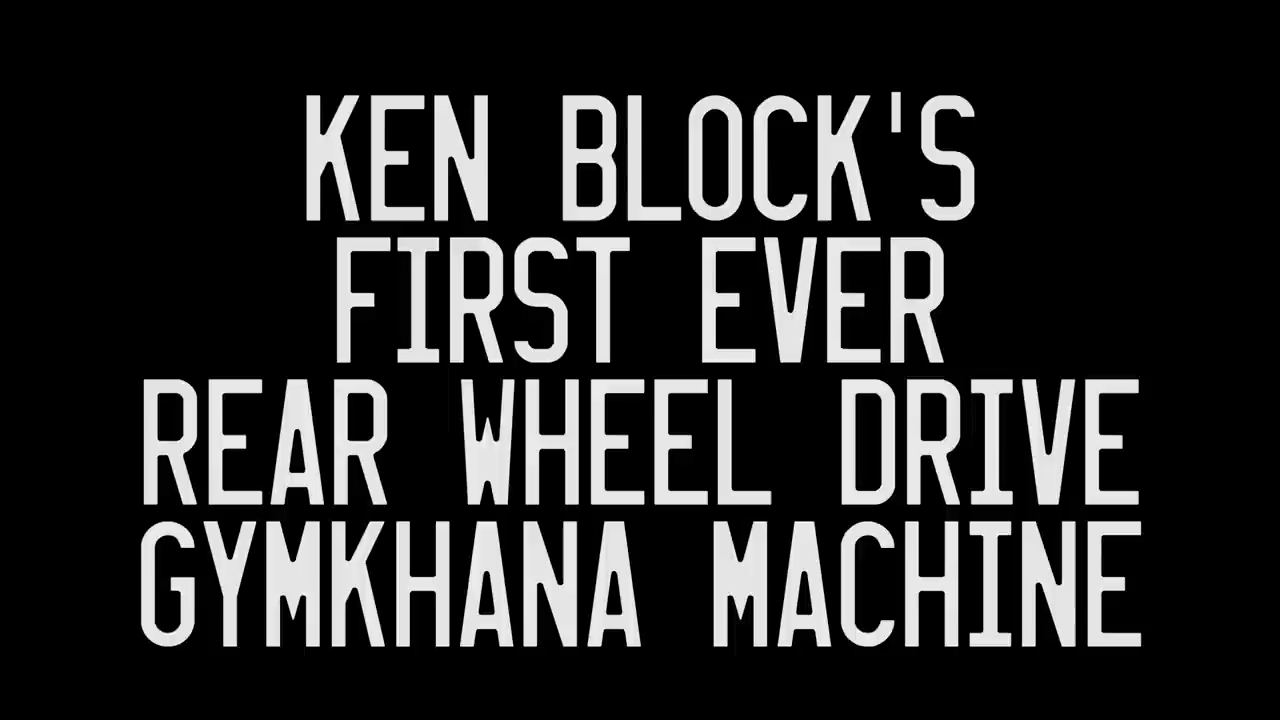 KEN BLOCK'S
FIRST EVER
REAR WHEEL DRIVE
GYMKHANA MACHINE